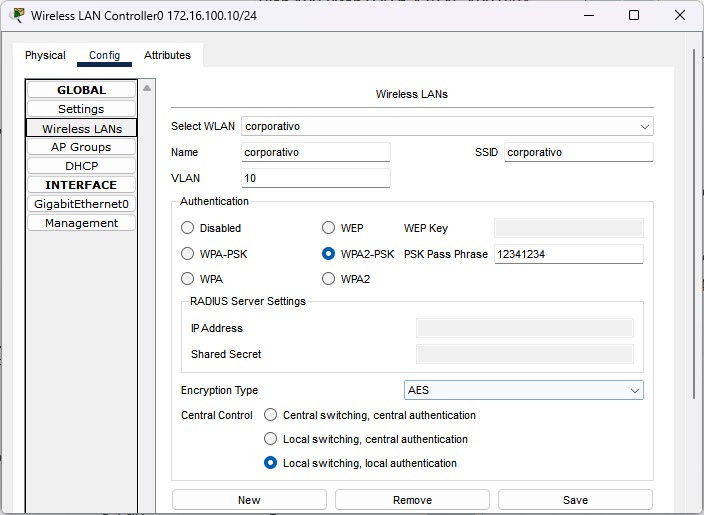 Wireless LAN Controller0 172.16.100.10/24
Physical Config Attributes
GLOBAL
Settings
Wireless LANs
AP Groups
DHCP
INTERFACE
GigabitEthernet0
Management
Wireless LANs
Select WLAN corporativo
Name corporativo SSID corporativo
VLAN 10
Authentication
Disabled WEP WEP Key
WPA-PSK WPA2-PSK PSK Pass Phrase 12341234
WPA WPA2
RADIUS Server Settings
IP Address
Shared Secret
Encryption Type AES
Central Control Central switching, central authentication
Local switching, central authentication
Local switching, local authentication
New Remove Save